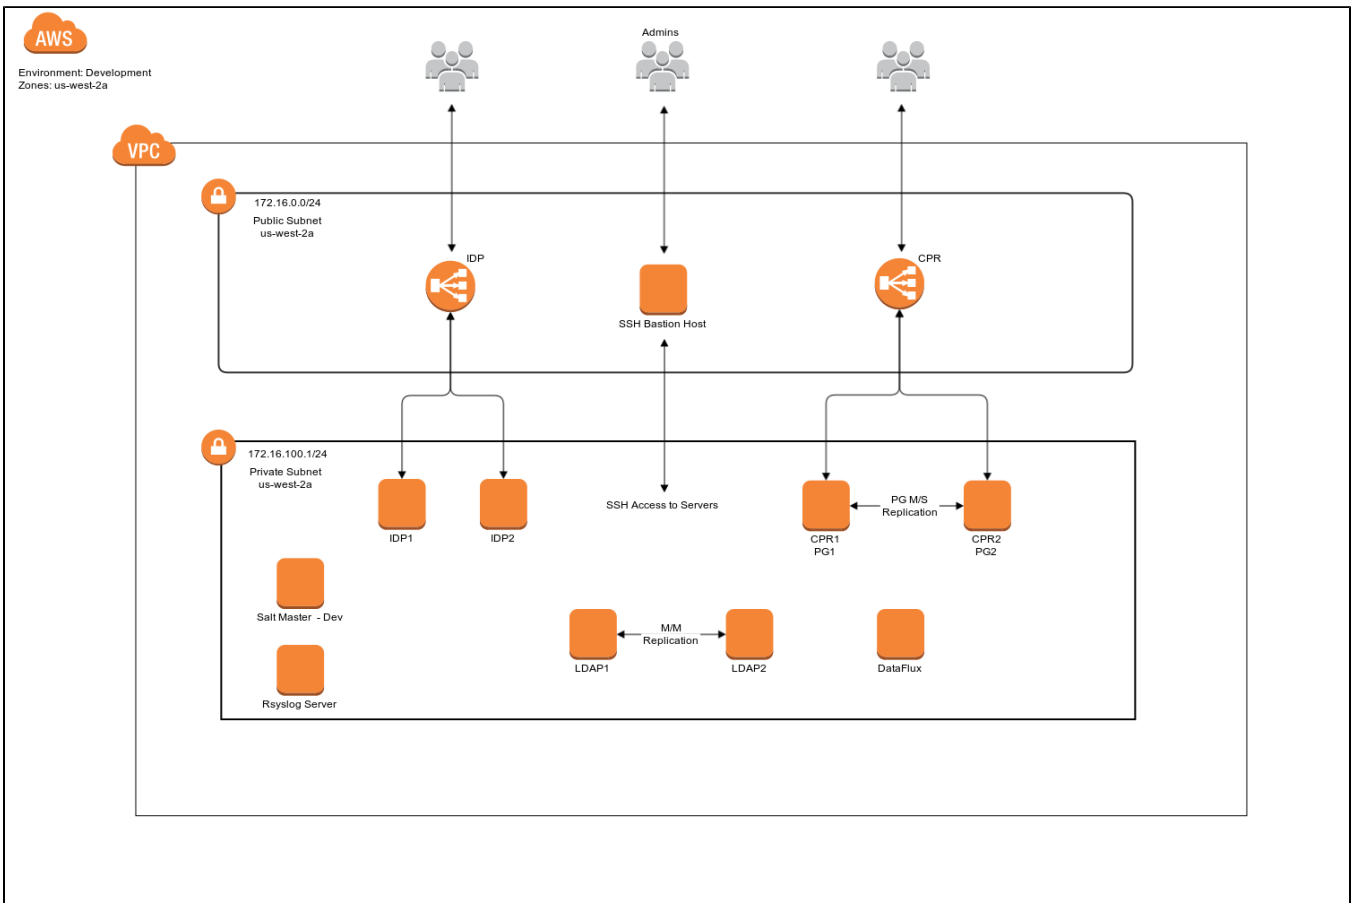 AWS
Environment: Development
Zones: us-west-2a
Admins
VPC
172.16.0.0/24
Public Subnet
us-west-2a
IDP
SSH Bastion Host
CPR
172.16.100.1/24
Private Subnet
us-west-2a
IDP1
IDP2
SSH Access to Servers
CPR1
PG1
PG M/S
Replication
CPR2
PG2
Salt Master - Dev
Rsyslog Server
LDAP1
M/M
Replication
LDAP2
DataFlux